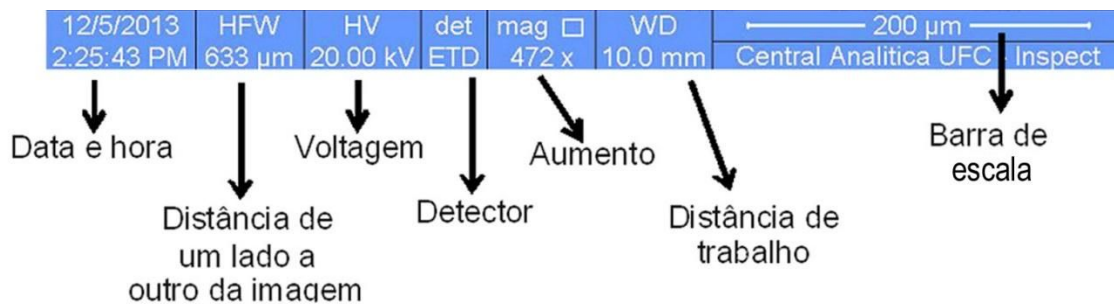 12/5/2013 HFW HV det mag □ WD 200 µm
2:25:43 PM 633 µm 20.00 kV ETD 472 x 10.0 mm Central Analitica UFC : Inspect
Data e hora
Voltagem
Aumento
Barra de
escala
Distância de
um lado a
outro da imagem
Detector
Distância de
trabalho